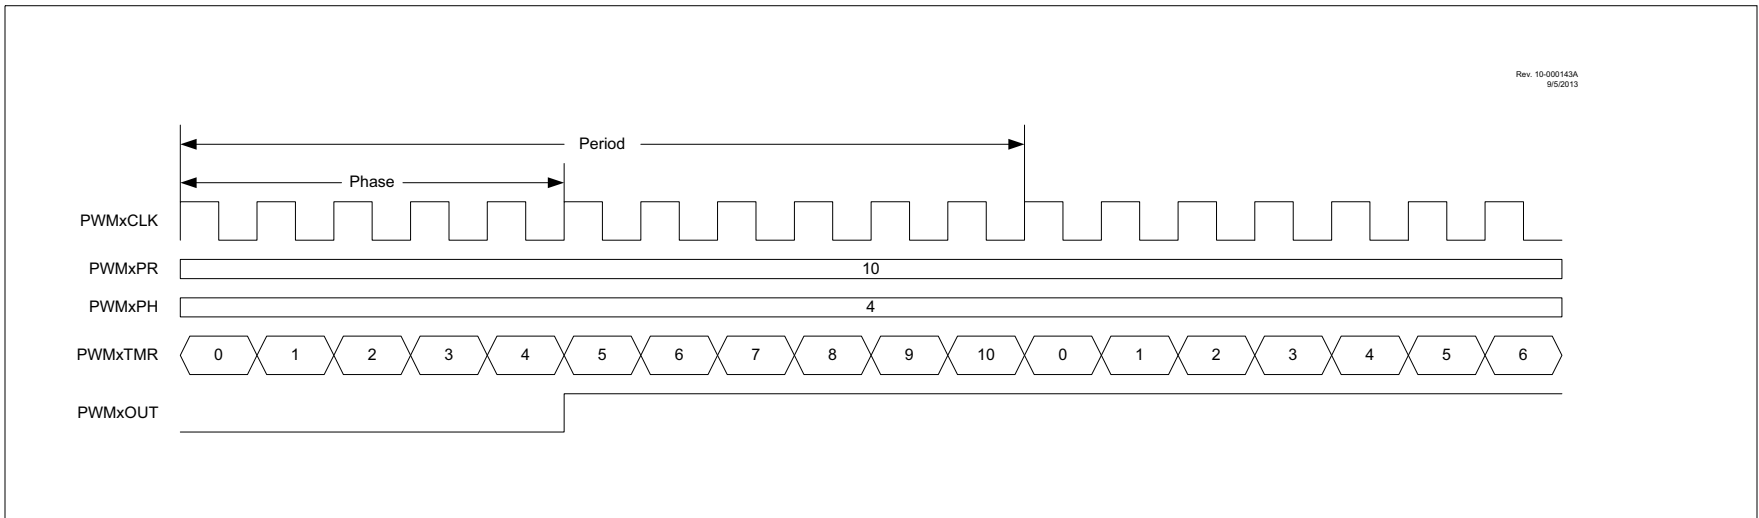 Rev. 10-000143A
9/5/2013
Period
Phase
PWMxCLK
PWMxPR 10
PWMxPH 4
PWMxTMR 0 1 2 3 4 5 6 7 8 9 10 0 1 2 3 4 5 6
PWMxOUT